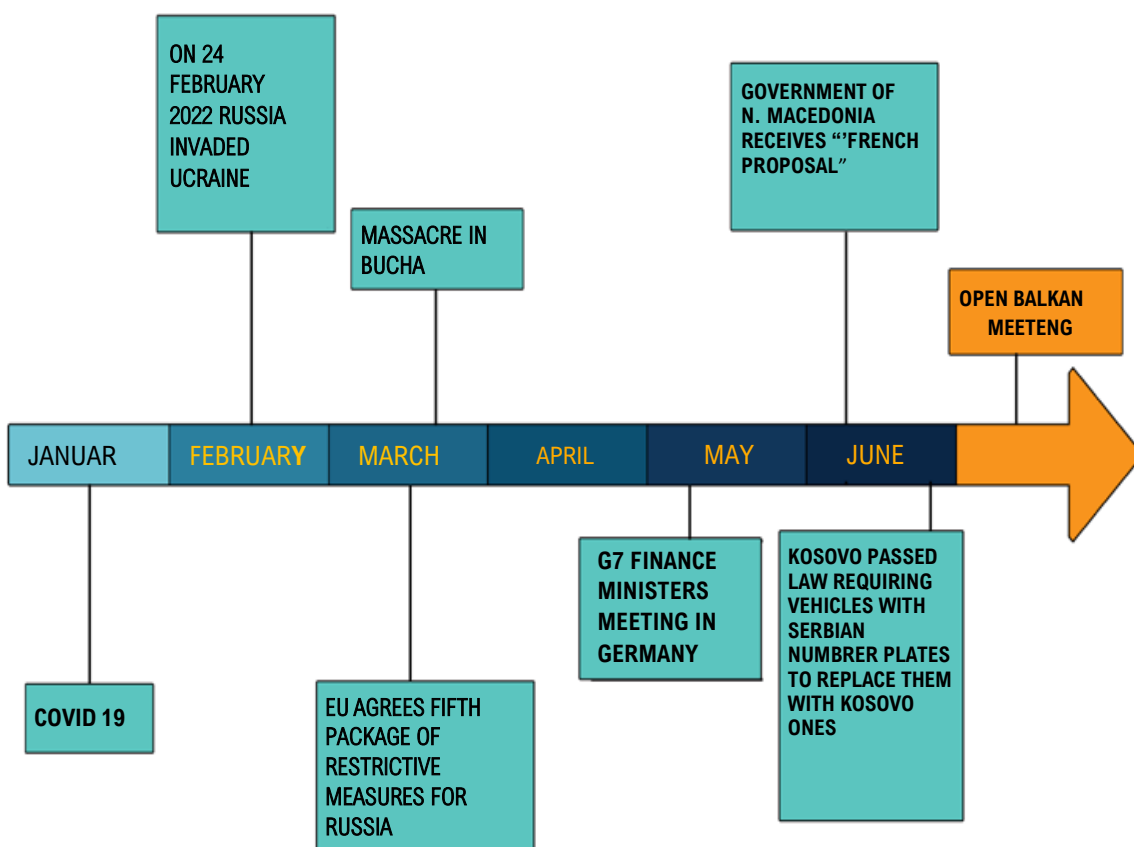 ON 24
FEBRUARY
2022 RUSSIA
INVADED
UCRAINE
GOVERNMENT OF
N. MACEDONIA
RECEIVES “’FRENCH
PROPOSAL”
MASSACRE IN
BUCHA
OPEN BALKAN
MEETENG
JANUAR
FEBRUARY
MARCH
APRIL
MAY
JUNE
COVID 19
EU AGREES FIFTH
PACKAGE OF
RESTRICTIVE
MEASURES FOR
RUSSIA
G7 FINANCE
MINISTERS
MEETING IN
GERMANY
KOSOVO PASSED
LAW REQUIRING
VEHICLES WITH
SERBIAN
NUMBRER PLATES
TO REPLACE THEM
WITH KOSOVO
ONES